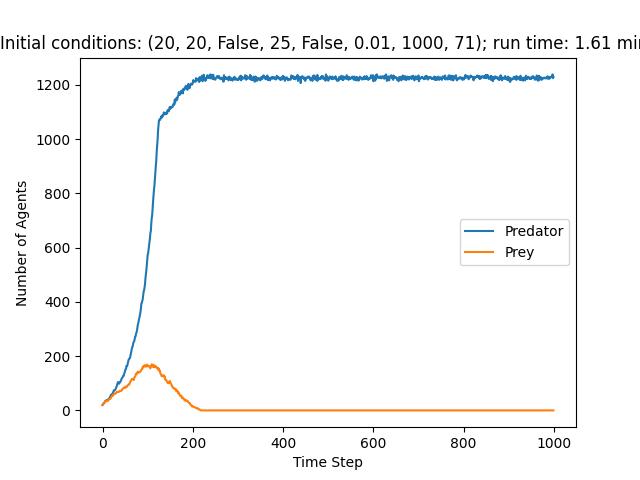 Initial conditions: (20, 20, False, 25, False, 0.01, 1000, 71); run time: 1.61 mi
1200
1000
800
600
400
200
0
Number of Agents
Predator
Prey
0 200 400 600 800 1000
Time Step